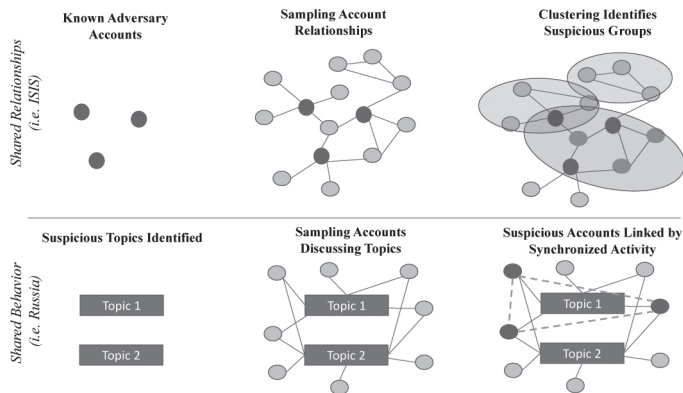 Known Adversary
Accounts
Sampling Account
Relationships
Clustering Identifies
Suspicious Groups
Shared Relationships
(i.e. ISIS)
Suspicious Topics Identified
Sampling Accounts
Discussing Topics
Suspicious Accounts Linked by
Synchronized Activity
Shared Behavior
(i.e. Russia)
Topic 1
Topic 2
Topic 1
Topic 2
Topic 1
Topic 2